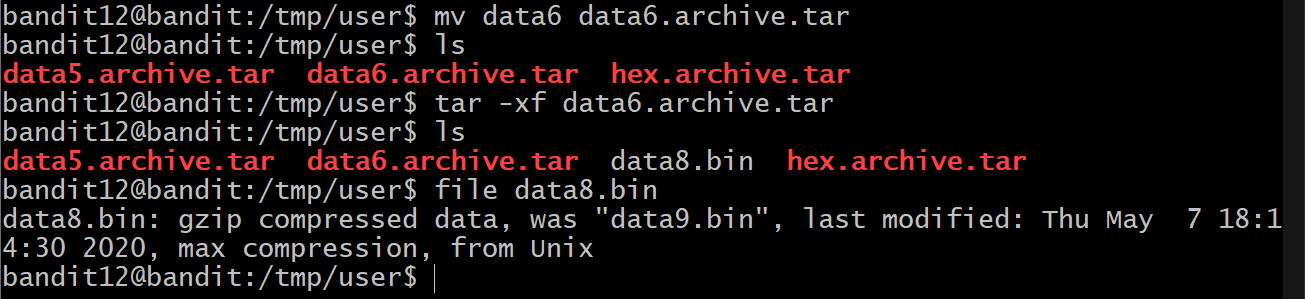 bandit12@bandit:/tmp/user$ mv data6 data6.archive.tar
bandit12@bandit:/tmp/user$ ls
data5.archive.tar  data6.archive.tar  hex.archive.tar
bandit12@bandit:/tmp/user$ tar -xf data6.archive.tar
bandit12@bandit:/tmp/user$ ls
data5.archive.tar  data6.archive.tar  data8.bin  hex.archive.tar
bandit12@bandit:/tmp/user$ file data8.bin
data8.bin: gzip compressed data, was "data9.bin", last modified: Thu May  7 18:1
4:30 2020, max compression, from Unix
bandit12@bandit:/tmp/user$